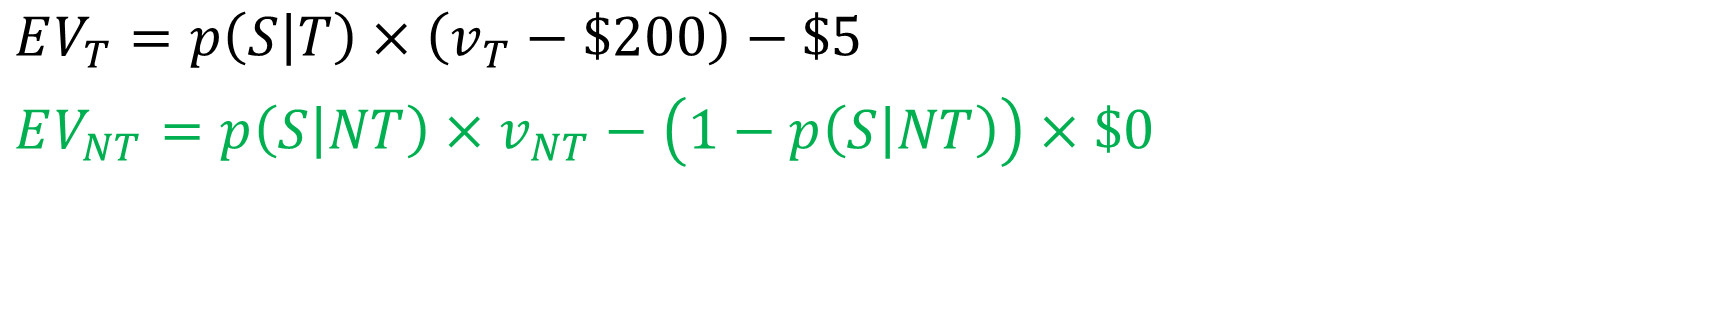 EV_T = p(S|T) × (v_T − $200) − $5
EV_NT = p(S|NT) × v_NT − (1 − p(S|NT)) × $0